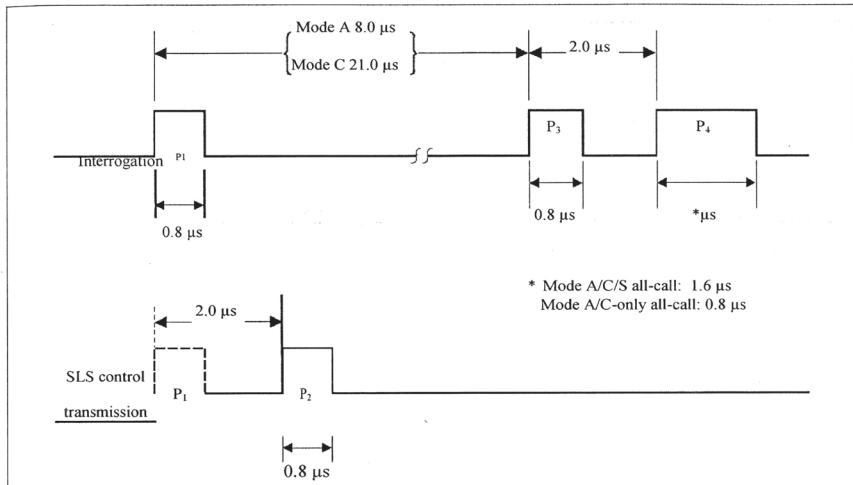 Mode A 8.0 µs
Mode C 21.0 µs
2.0 µs
P1
P3
P4
Interrogation
0.8 µs
0.8 µs
*µs
* Mode A/C/S all-call: 1.6 µs
Mode A/C-only all-call: 0.8 µs
2.0 µs
SLS control
P1
P2
transmission
0.8 µs